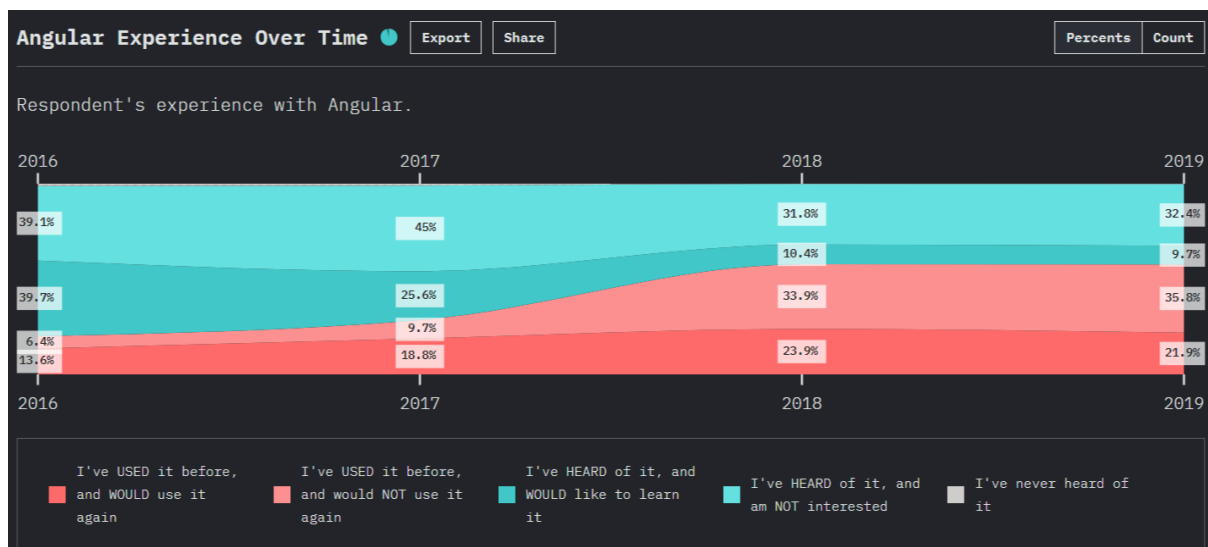 Angular Experience Over Time Export Share Percents Count
Respondent's experience with Angular.
2016 2017 2018 2019
39.1% 45% 31.8% 32.4%
39.7% 25.6% 10.4% 9.7%
6.4% 9.7% 33.9% 35.8%
13.6% 18.8% 23.9% 21.9%
2016 2017 2018 2019
I've USED it before,
and WOULD use it
again
I've USED it before,
and would NOT use it
again
I've HEARD of it, and
WOULD like to learn
it
I've HEARD of it, and
am NOT interested
I've never heard of
it